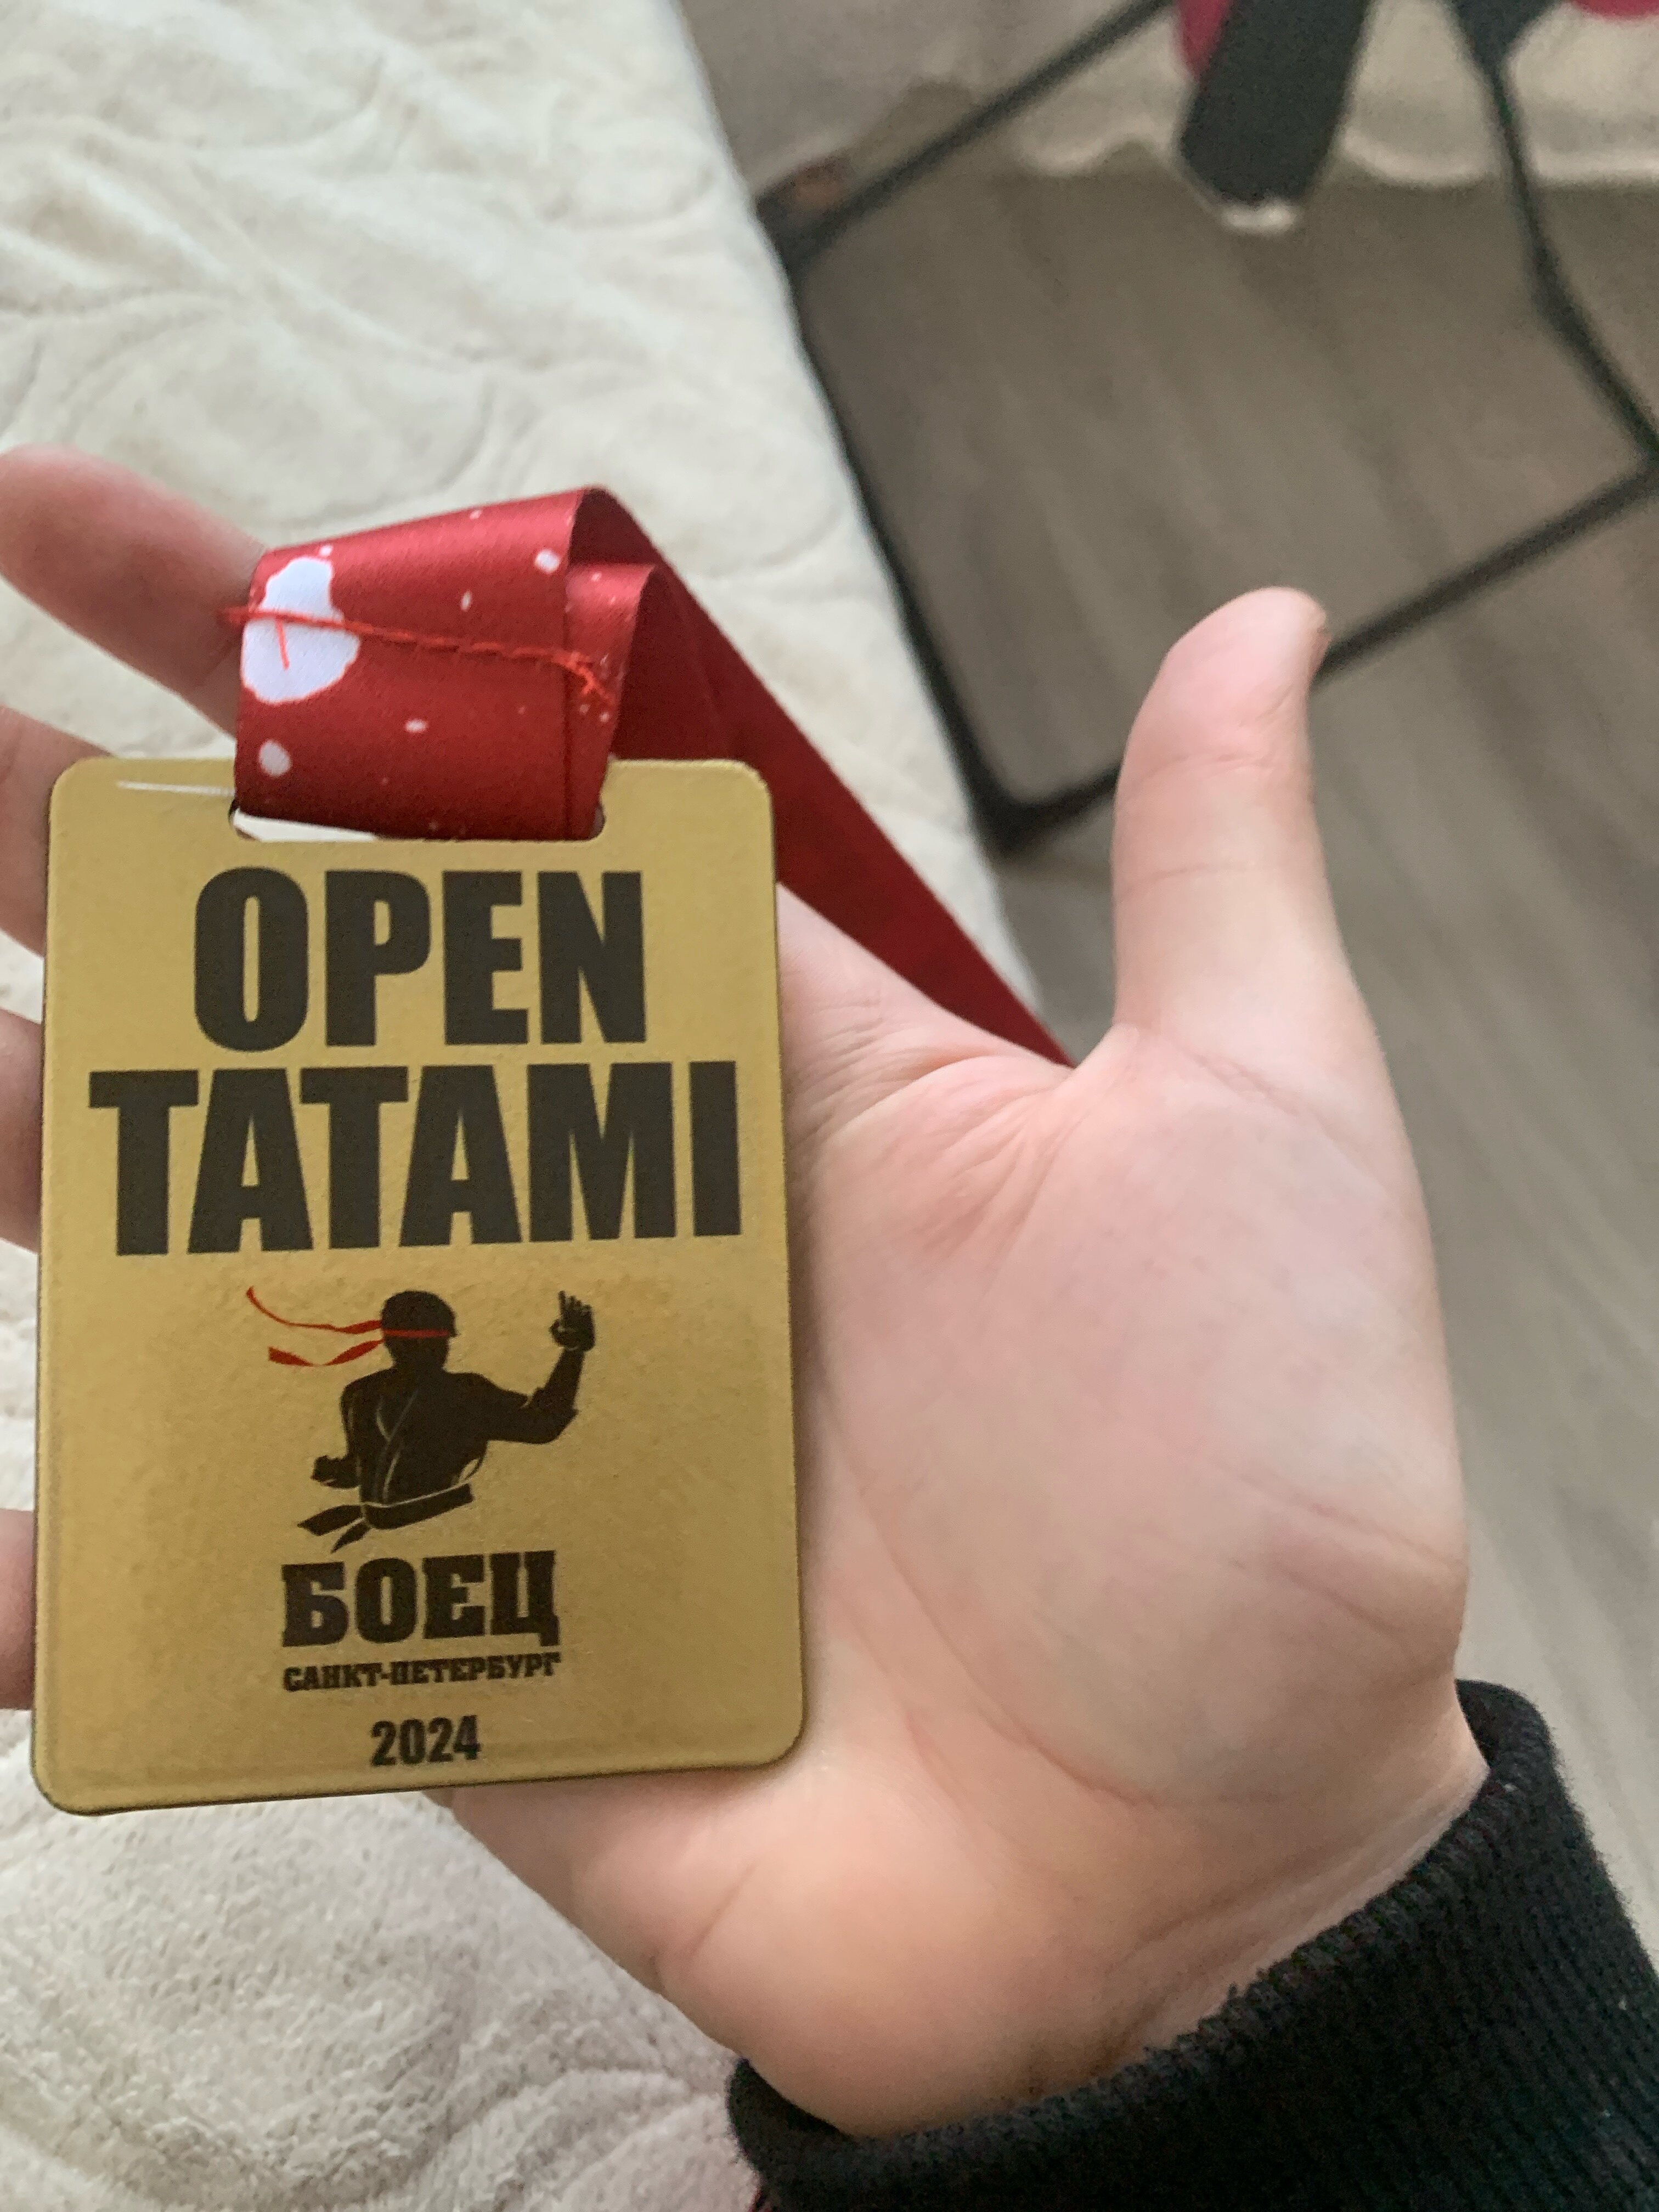 OPEN
TATAMI
БОЕЦ
САНКТ-ПЕТЕРБУРГ
2024